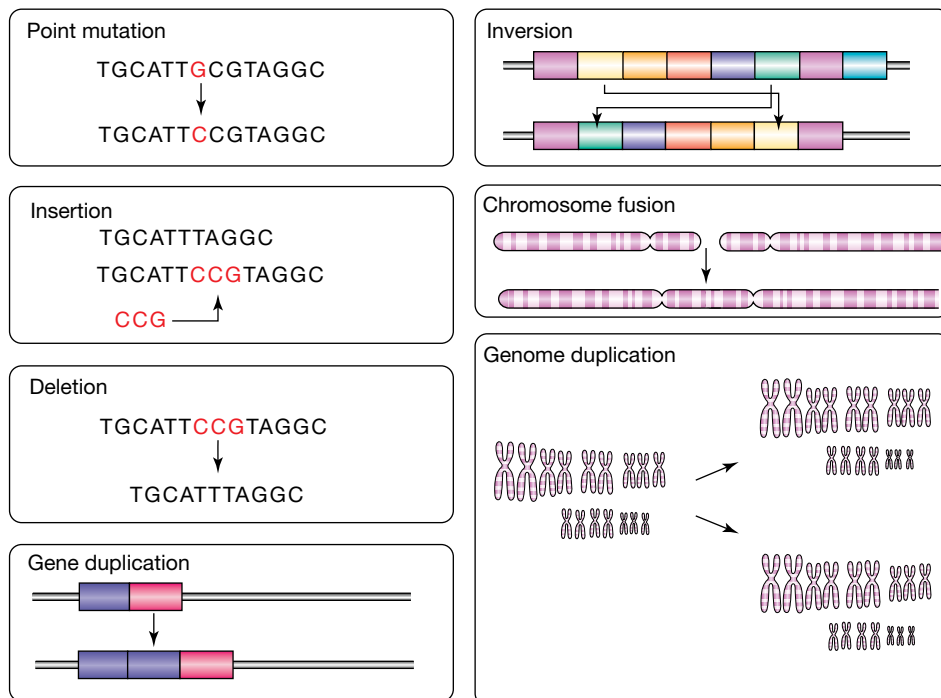 Point mutation
TGCATTGCGTAGGC
TGCATTCCGTAGGC
Insertion
TGCATTTAGGC
TGCATTCCGTAGGC
CCG
Deletion
TGCATTCCGTAGGC
TGCATTTAGGC
Gene duplication
Inversion
Chromosome fusion
Genome duplication